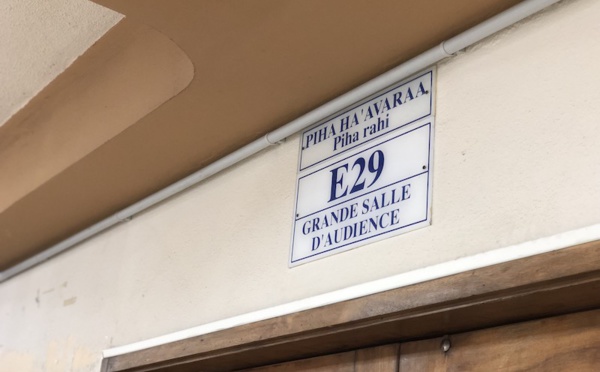 PIHA HA'AVARAA
Piha rahi
E29
GRANDE SALLE
D'AUDIENCE